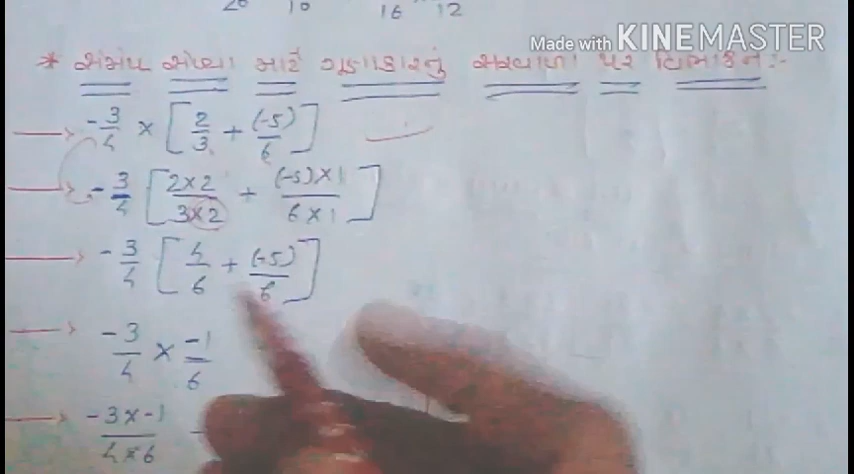 20 10 16 12
Made with KINEMASTER
* સંમેય સંખ્યા માટે ગુણાકારનું સરવાળા પર વિભાજન :-
→ -3/4 × [2/3 + (-5)/6]
→ -3/4 [2×2/3×2 + (-5)×1/6×1]
→ -3/4 [4/6 + (-5)/6]
→ -3/4 × -1/6
→ -3×-1/4×6